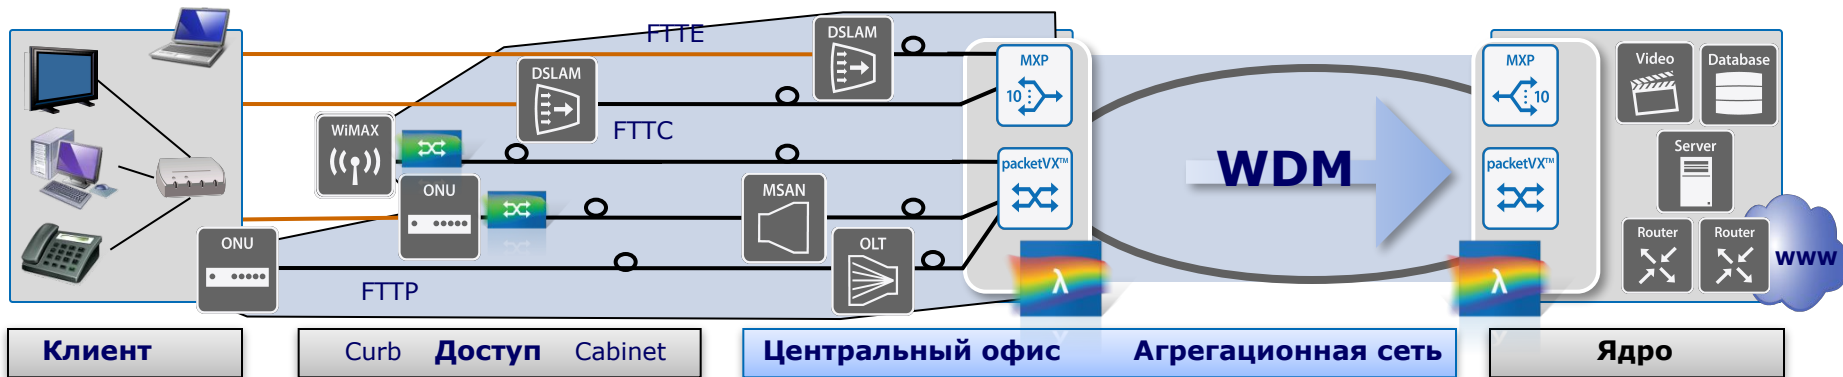 FTTE
DSLAM
MXP
10
MXP
10
Video
Database
DSLAM
WiMAX
FTTC
packetVX™
WDM
packetVX™
Server
ONU
MSAN
ONU
OLT
Router
Router
www
λ
λ
FTTP
Клиент
Curb Доступ Cabinet
Центральный офис Агрегационная сеть
Ядро